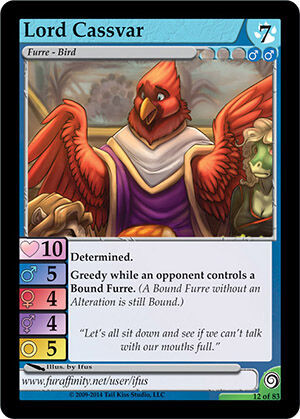 Lord Cassvar
7
Furre - Bird
10
Determined.
5
Greedy while an opponent controls a
Bound Furre. (A Bound Furre without an
4
Alteration is still Bound.)
4
“Let’s all sit down and see if we can’t talk
5
with our mouths full.”
Illus. by Ifus
www.furaffinity.net/user/ifus
12 of 83
© 2009-2014 Tail Kiss Studio, LLC